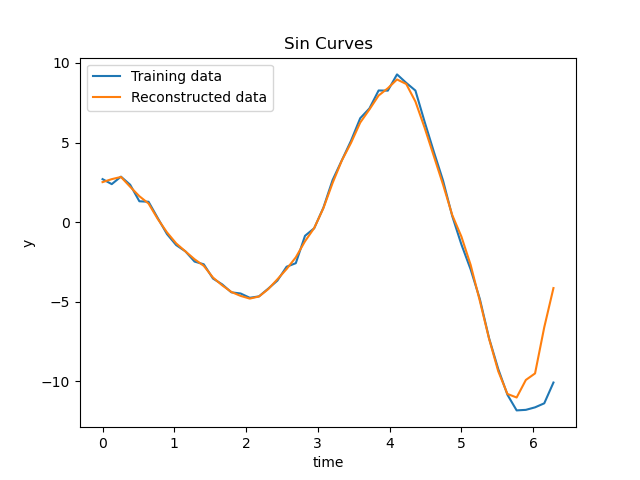 Sin Curves
Training data
Reconstructed data
10
5
0
−5
−10
y
0 1 2 3 4 5 6
time